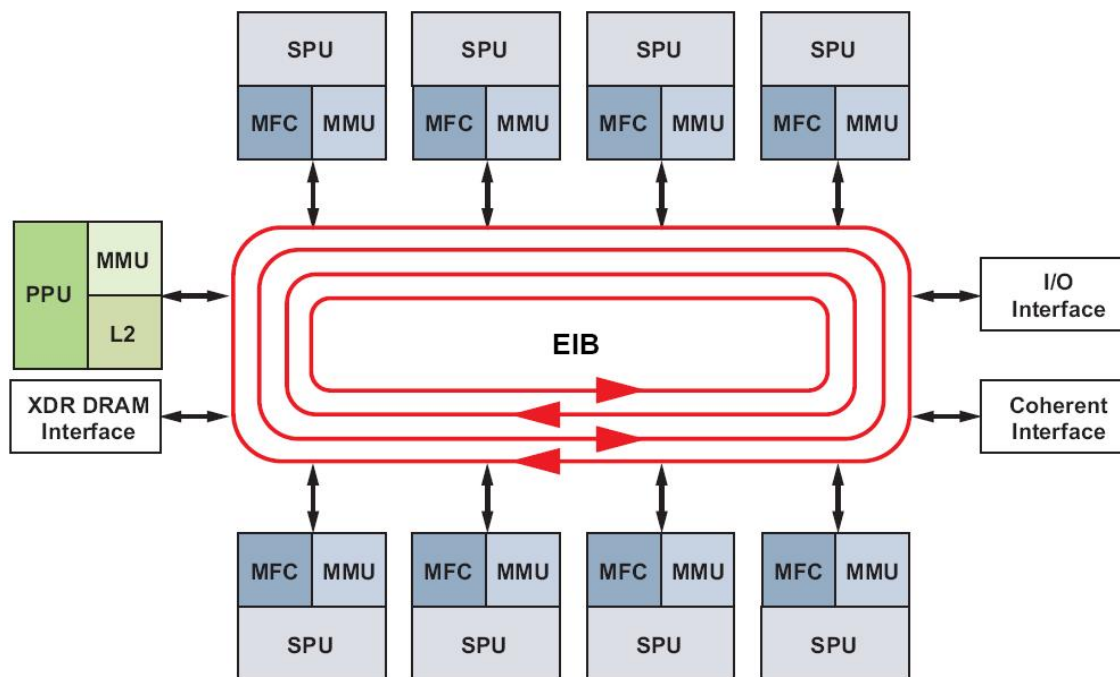 SPU
SPU
SPU
SPU
MFC MMU
MFC MMU
MFC MMU
MFC MMU
PPU
MMU
L2
I/O
Interface
EIB
XDR DRAM
Interface
Coherent
Interface
MFC MMU
MFC MMU
MFC MMU
MFC MMU
SPU
SPU
SPU
SPU